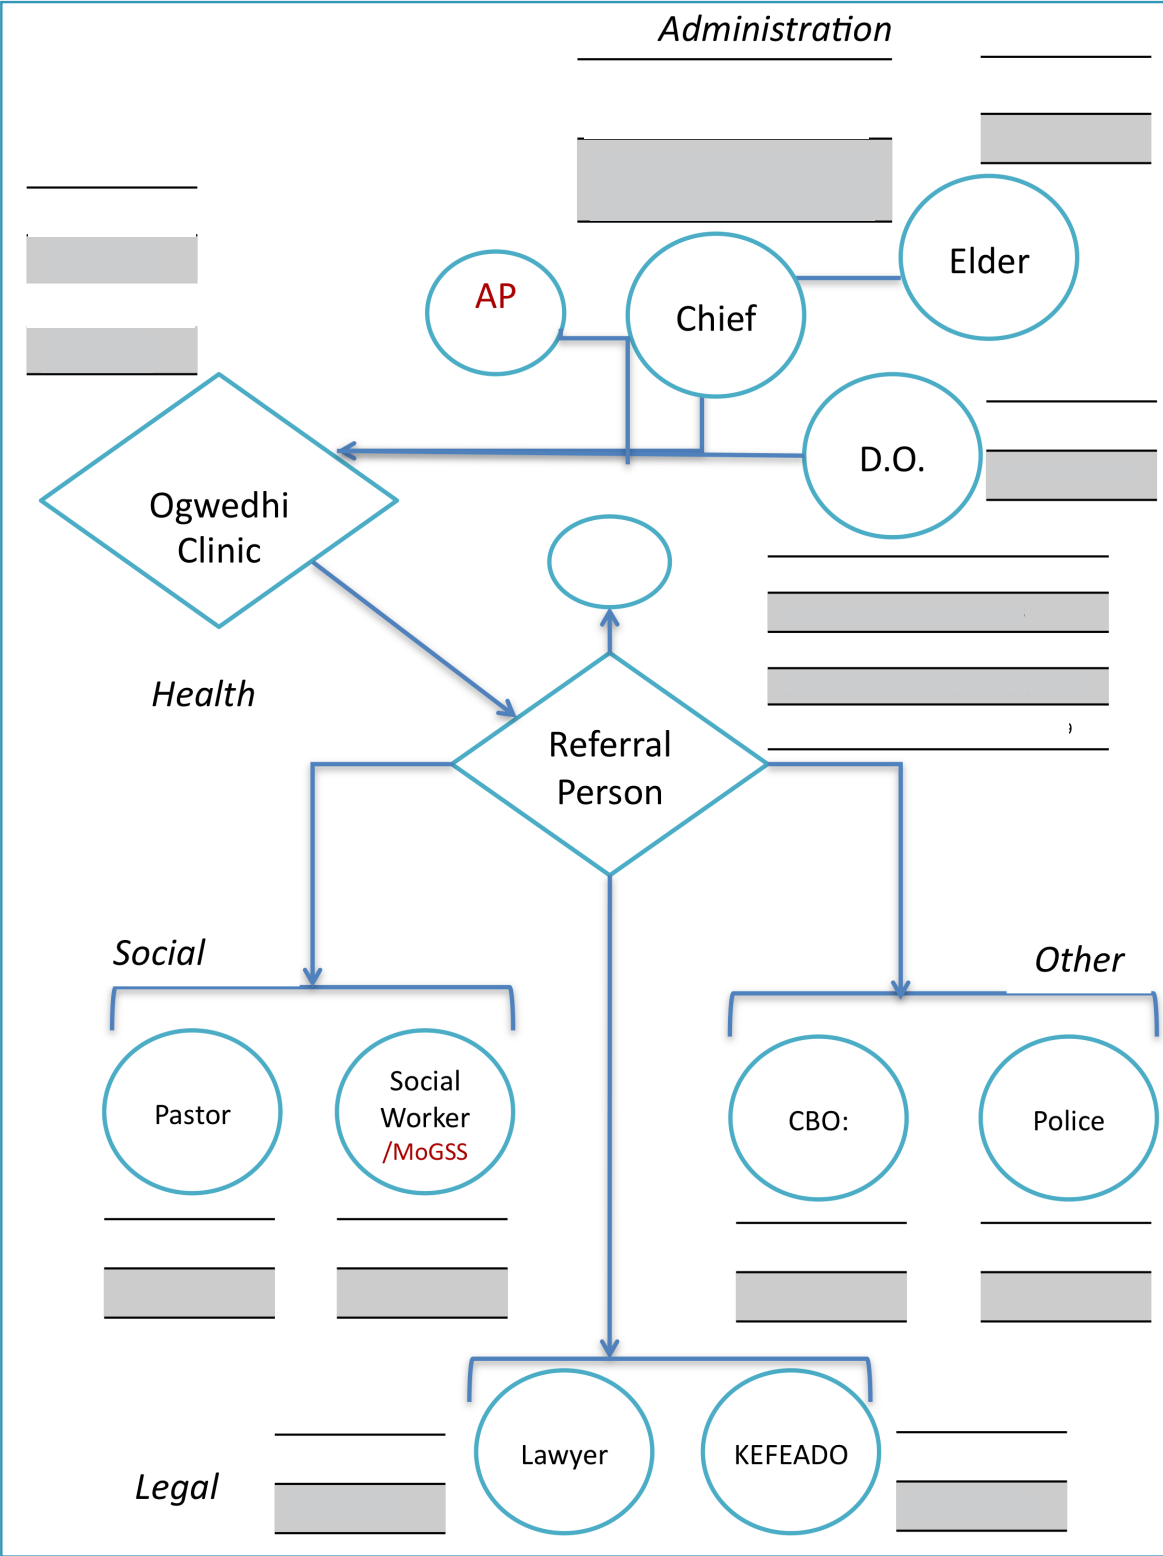 Administration
Elder
AP
Chief
D.O.
Ogwedhi
Clinic
Health
Referral
Person
Social
Other
Pastor
Social
Worker
/MoGSS
CBO:
Police
Lawyer
KEFEADO
Legal